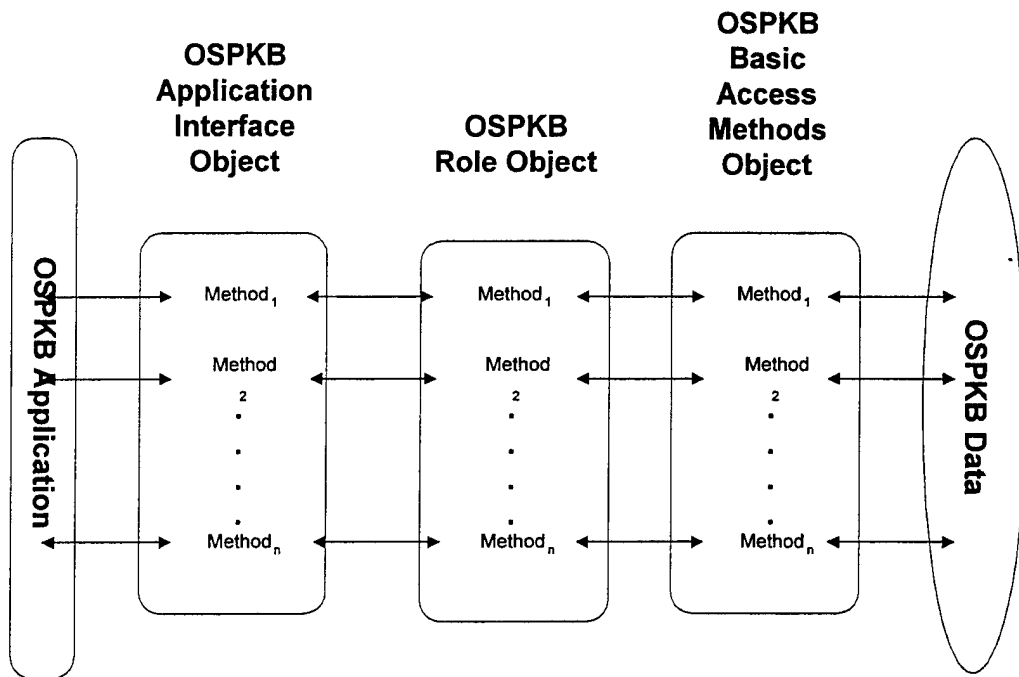 OSPKB
Application
Interface
Object
OSPKB
Role Object
OSPKB
Basic
Access
Methods
Object
OSPKB Application
Method1
Method
2
Methodn
Method1
Method
2
Methodn
Method1
Method
2
Methodn
OSPKB Data